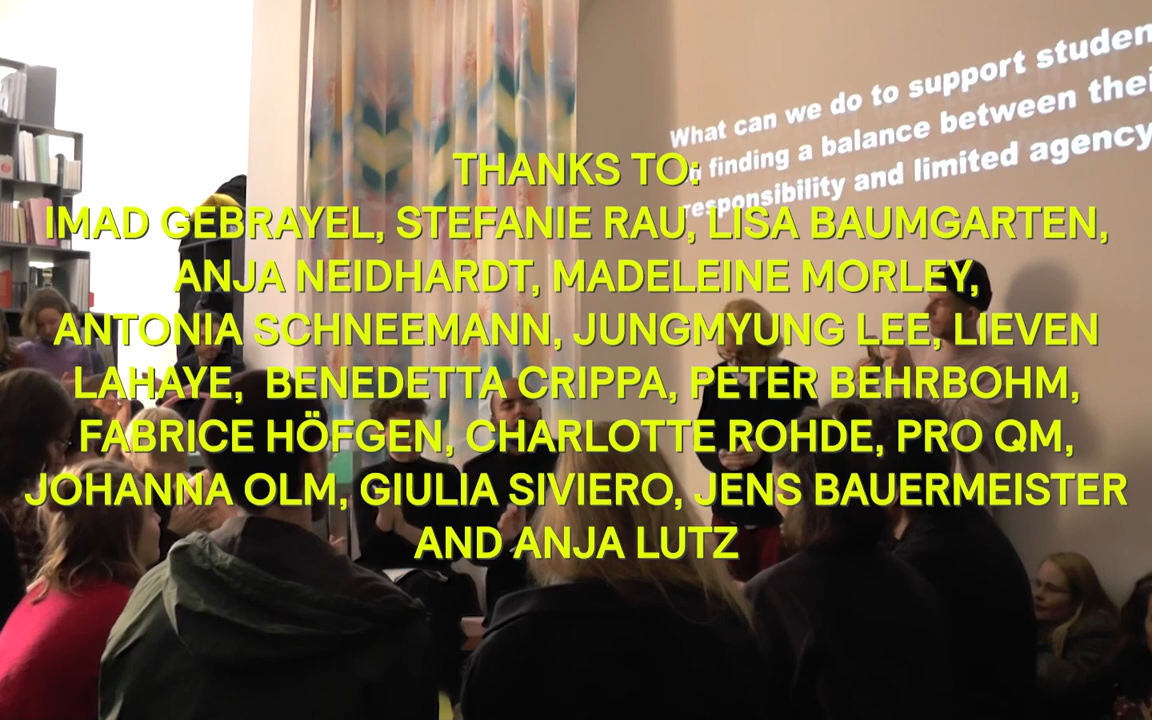 What can we do to support
finding a balance between
responsibility and limited agency
THANKS TO:
IMAD GEBRAYEL, STEFANIE RAU, LISA BAUMGARTEN,
ANJA NEIDHARDT, MADELEINE MORLEY,
ANTONIA SCHNEEMANN, JUNGMYUNG LEE, LIEVEN
LAHAYE, BENEDETTA CRIPPA, PETER BEHRBOHM,
FABRICE HÖFGEN, CHARLOTTE ROHDE, PRO QM,
JOHANNA OLM, GIULIA SIVIERO, JENS BAUERMEISTER
AND ANJA LUTZ